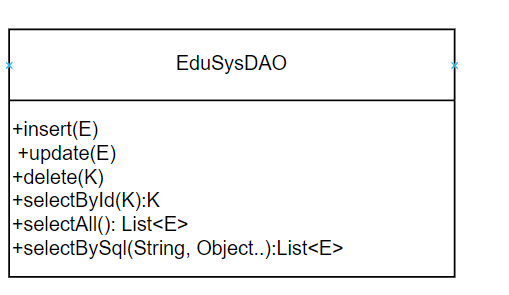 EduSysDAO
+insert(E)
+update(E)
+delete(K)
+selectById(K):K
+selectAll(): List<E>
+selectBySql(String, Object..):List<E>